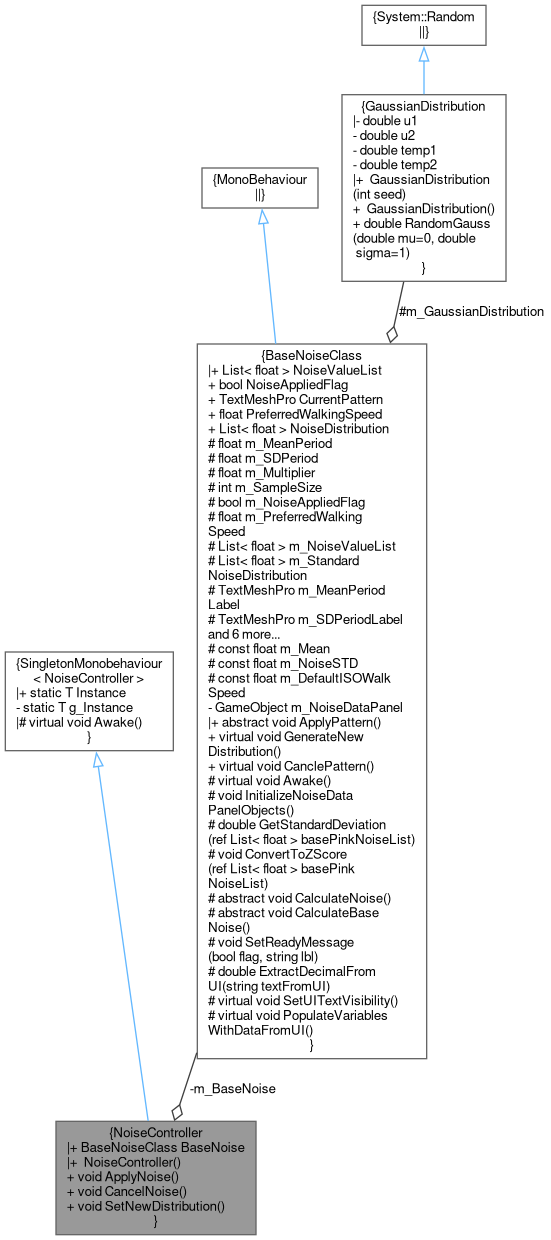 {System::Random
||}
{GaussianDistribution
|- double u1
- double u2
- double temp1
- double temp2
|+  GaussianDistribution
(int seed)
+  GaussianDistribution()
+ double RandomGauss
(double mu=0, double
 sigma=1)
}
{MonoBehaviour
||}
#m_GaussianDistribution
{BaseNoiseClass
|+ List< float > NoiseValueList
+ bool NoiseAppliedFlag
+ TextMeshPro CurrentPattern
+ float PreferredWalkingSpeed
+ List< float > NoiseDistribution
# float m_MeanPeriod
# float m_SDPeriod
# float m_Multiplier
# int m_SampleSize
# bool m_NoiseAppliedFlag
# float m_PreferredWalking
Speed
# List< float > m_NoiseValueList
# List< float > m_Standard
NoiseDistribution
# TextMeshPro m_MeanPeriod
Label
# TextMeshPro m_SDPeriodLabel
and 6 more...
# const float m_Mean
# const float m_NoiseSTD
# const float m_DefaultISOWalk
Speed
- GameObject m_NoiseDataPanel
|+ abstract void ApplyPattern()
+ virtual void GenerateNew
Distribution()
+ virtual void CanclePattern()
# virtual void Awake()
# void InitializeNoiseData
PanelObjects()
# double GetStandardDeviation
(ref List< float > basePinkNoiseList)
# void ConvertToZScore
(ref List< float > basePink
NoiseList)
# abstract void CalculateNoise()
# abstract void CalculateBase
Noise()
# void SetReadyMessage
(bool flag, string lbl)
# double ExtractDecimalFrom
UI(string textFromUI)
# virtual void SetUITextVisibility()
# virtual void PopulateVariables
WithDataFromUI()
}
{SingletonMonobehaviour
< NoiseController >
|+ static T Instance
- static T g_Instance
|# virtual void Awake()
}
-m_BaseNoise
{NoiseController
|+ BaseNoiseClass BaseNoise
|+  NoiseController()
+ void ApplyNoise()
+ void CancelNoise()
+ void SetNewDistribution()
}